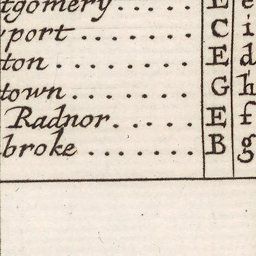 tgomery..... E e
port ....... C i
ton ........ E d
town........ G h
Radnor..... E f
broke ....... B g